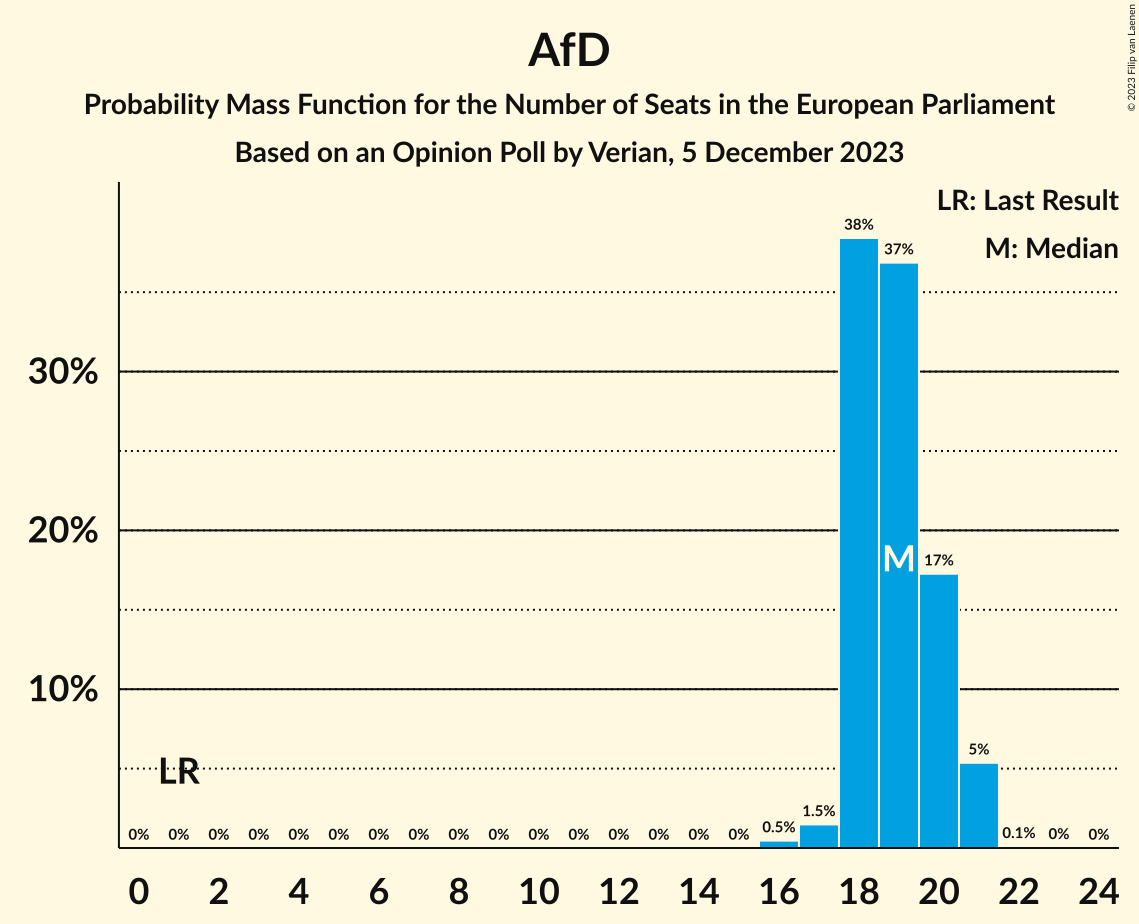 AfD
Probability Mass Function for the Number of Seats in the European Parliament
Based on an Opinion Poll by Verian, 5 December 2023
© 2023 Filip van Laenen
LR: Last Result
M: Median
38%
37%
30%
20%
M
17%
10%
5%
LR
1.5%
0% 0% 0% 0% 0% 0% 0% 0% 0% 0% 0% 0% 0% 0% 0% 0% 0.5% 0.1% 0% 0%
0 2 4 6 8 10 12 14 16 18 20 22 24